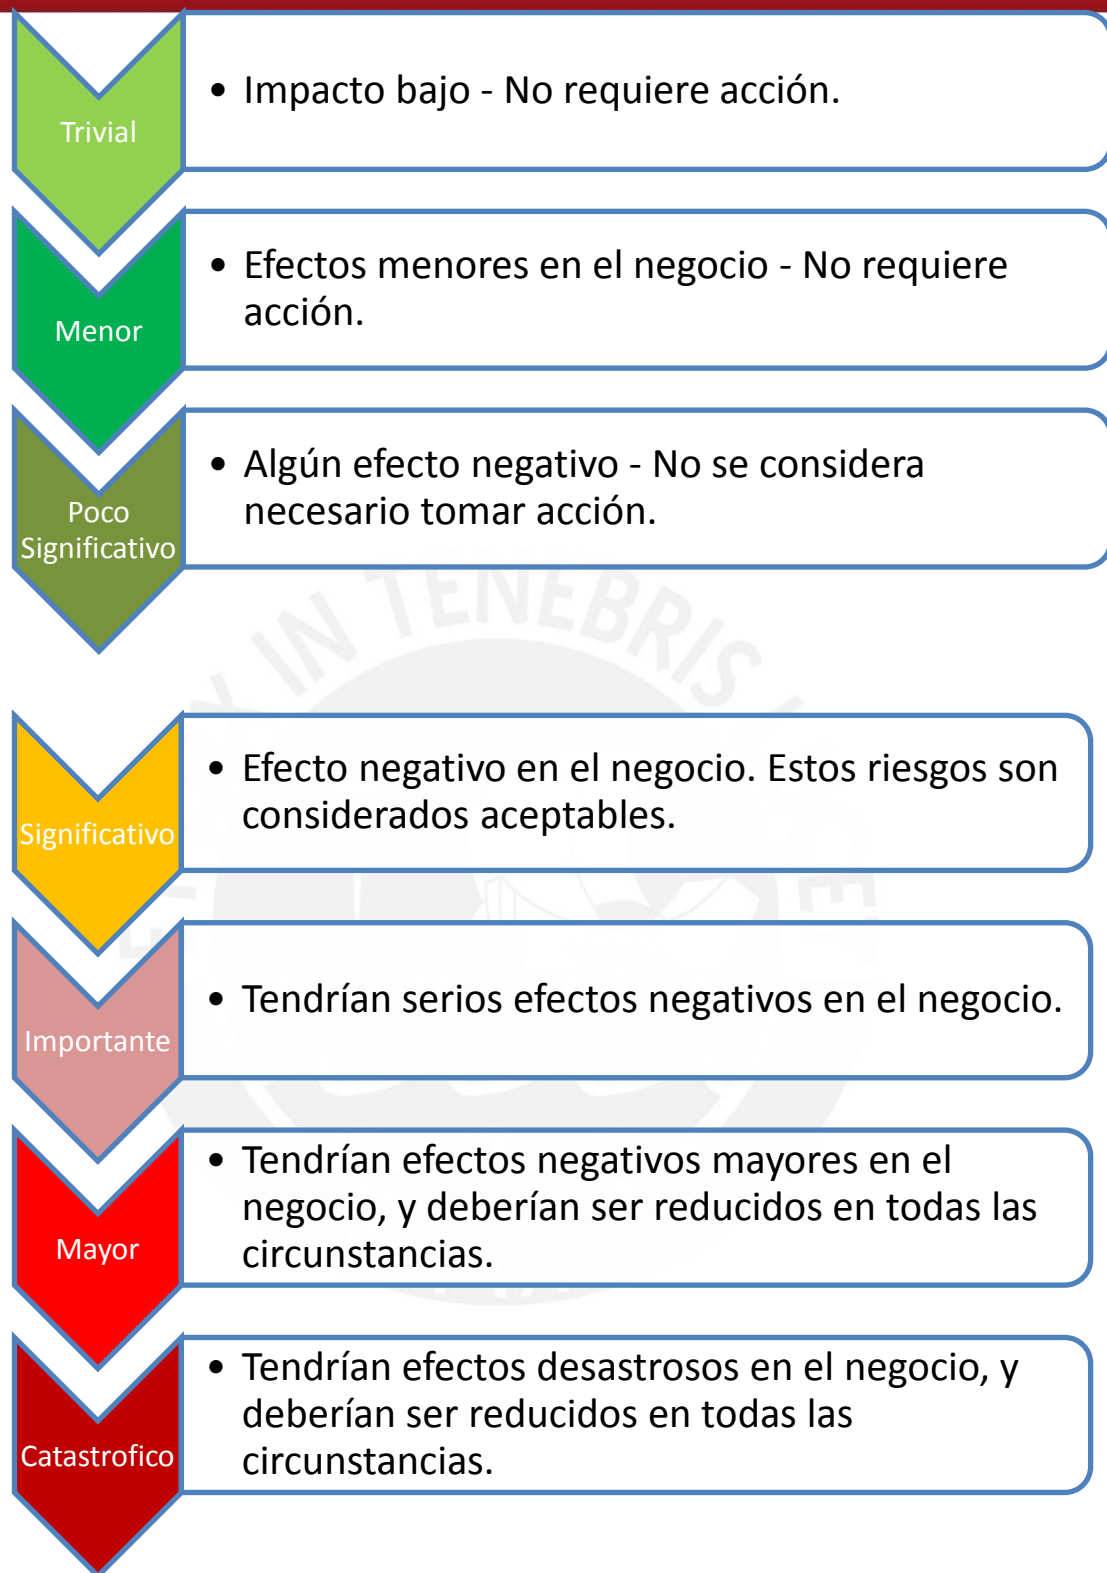 Trivial
• Impacto bajo - No requiere acción.
Menor
• Efectos menores en el negocio - No requiere
acción.
Poco
Significativo
• Algún efecto negativo - No se considera
necesario tomar acción.
IN TENEBRIS
Significativo
• Efecto negativo en el negocio. Estos riesgos son
considerados aceptables.
Importante
• Tendrían serios efectos negativos en el negocio.
Mayor
• Tendrían efectos negativos mayores en el
negocio, y deberían ser reducidos en todas las
circunstancias.
Catastrofico
• Tendrían efectos desastrosos en el negocio, y
deberían ser reducidos en todas las
circunstancias.